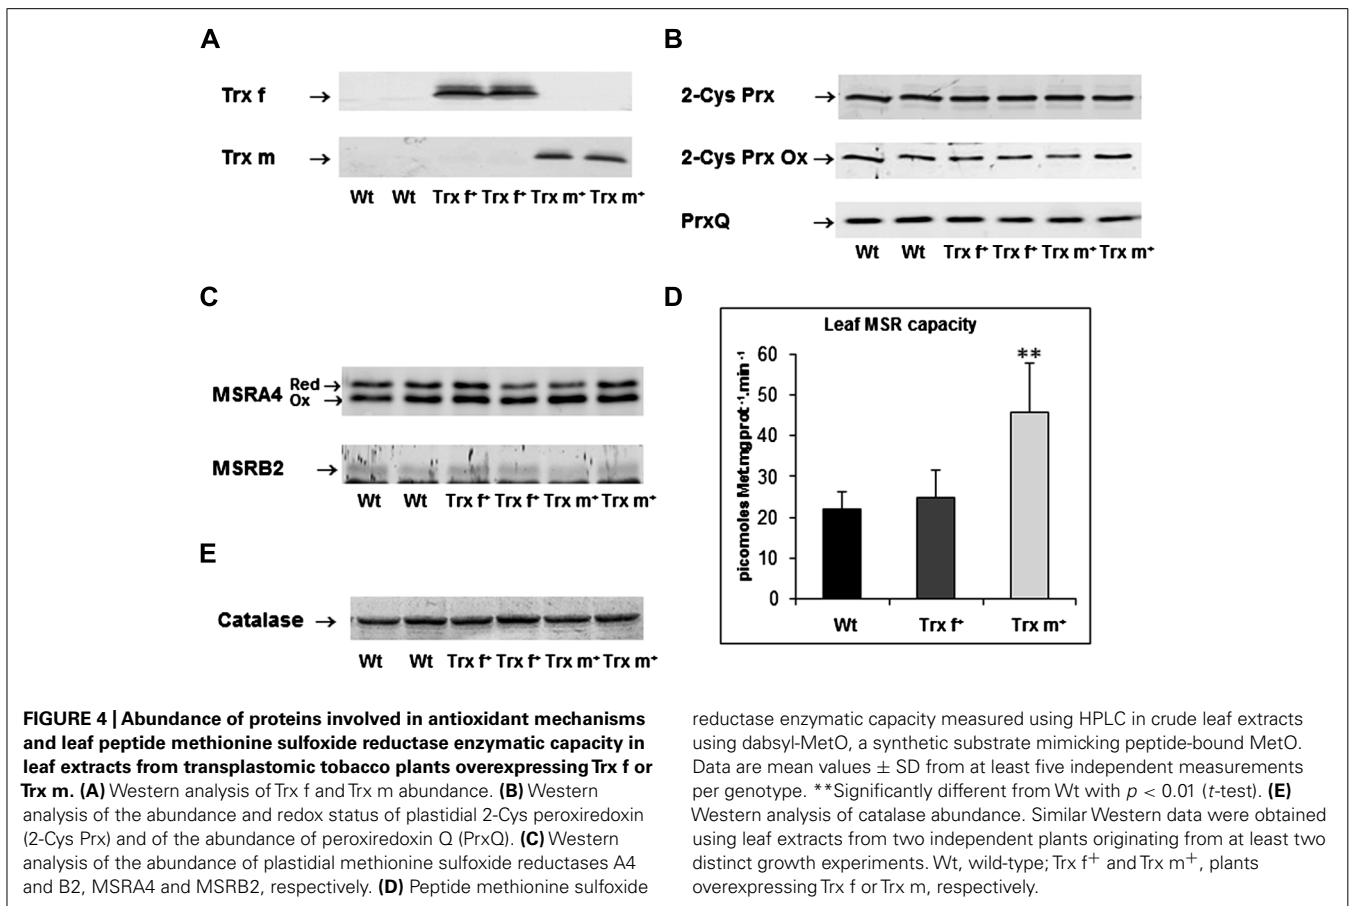 A
Trx f →
Trx m →
Wt Wt Trx f⁺ Trx f⁺ Trx m⁺ Trx m⁺
B
2-Cys Prx →
2-Cys Prx Ox →
PrxQ →
Wt Wt Trx f⁺ Trx f⁺ Trx m⁺ Trx m⁺
C
MSRA4 Red →
Ox →
MSRB2 →
Wt Wt Trx f⁺ Trx f⁺ Trx m⁺ Trx m⁺
D
Leaf MSR capacity
picomoles Met.mgprot⁻¹.min⁻¹
60
50
40
30
20
10
0
**
Wt Trx f⁺ Trx m⁺
E
Catalase →
Wt Wt Trx f⁺ Trx f⁺ Trx m⁺ Trx m⁺
FIGURE 4 | Abundance of proteins involved in antioxidant mechanisms
and leaf peptide methionine sulfoxide reductase enzymatic capacity in
leaf extracts from transplastomic tobacco plants overexpressing Trx f or
Trx m. (A) Western analysis of Trx f and Trx m abundance. (B) Western
analysis of the abundance and redox status of plastidial 2-Cys peroxiredoxin
(2-Cys Prx) and of the abundance of peroxiredoxin Q (PrxQ). (C) Western
analysis of the abundance of plastidial methionine sulfoxide reductases A4
and B2, MSRA4 and MSRB2, respectively. (D) Peptide methionine sulfoxide
reductase enzymatic capacity measured using HPLC in crude leaf extracts
using dabsyl-MetO, a synthetic substrate mimicking peptide-bound MetO.
Data are mean values ± SD from at least five independent measurements
per genotype. **Significantly different from Wt with p < 0.01 (t-test). (E)
Western analysis of catalase abundance. Similar Western data were obtained
using leaf extracts from two independent plants originating from at least two
distinct growth experiments. Wt, wild-type; Trx f⁺ and Trx m⁺, plants
overexpressing Trx f or Trx m, respectively.